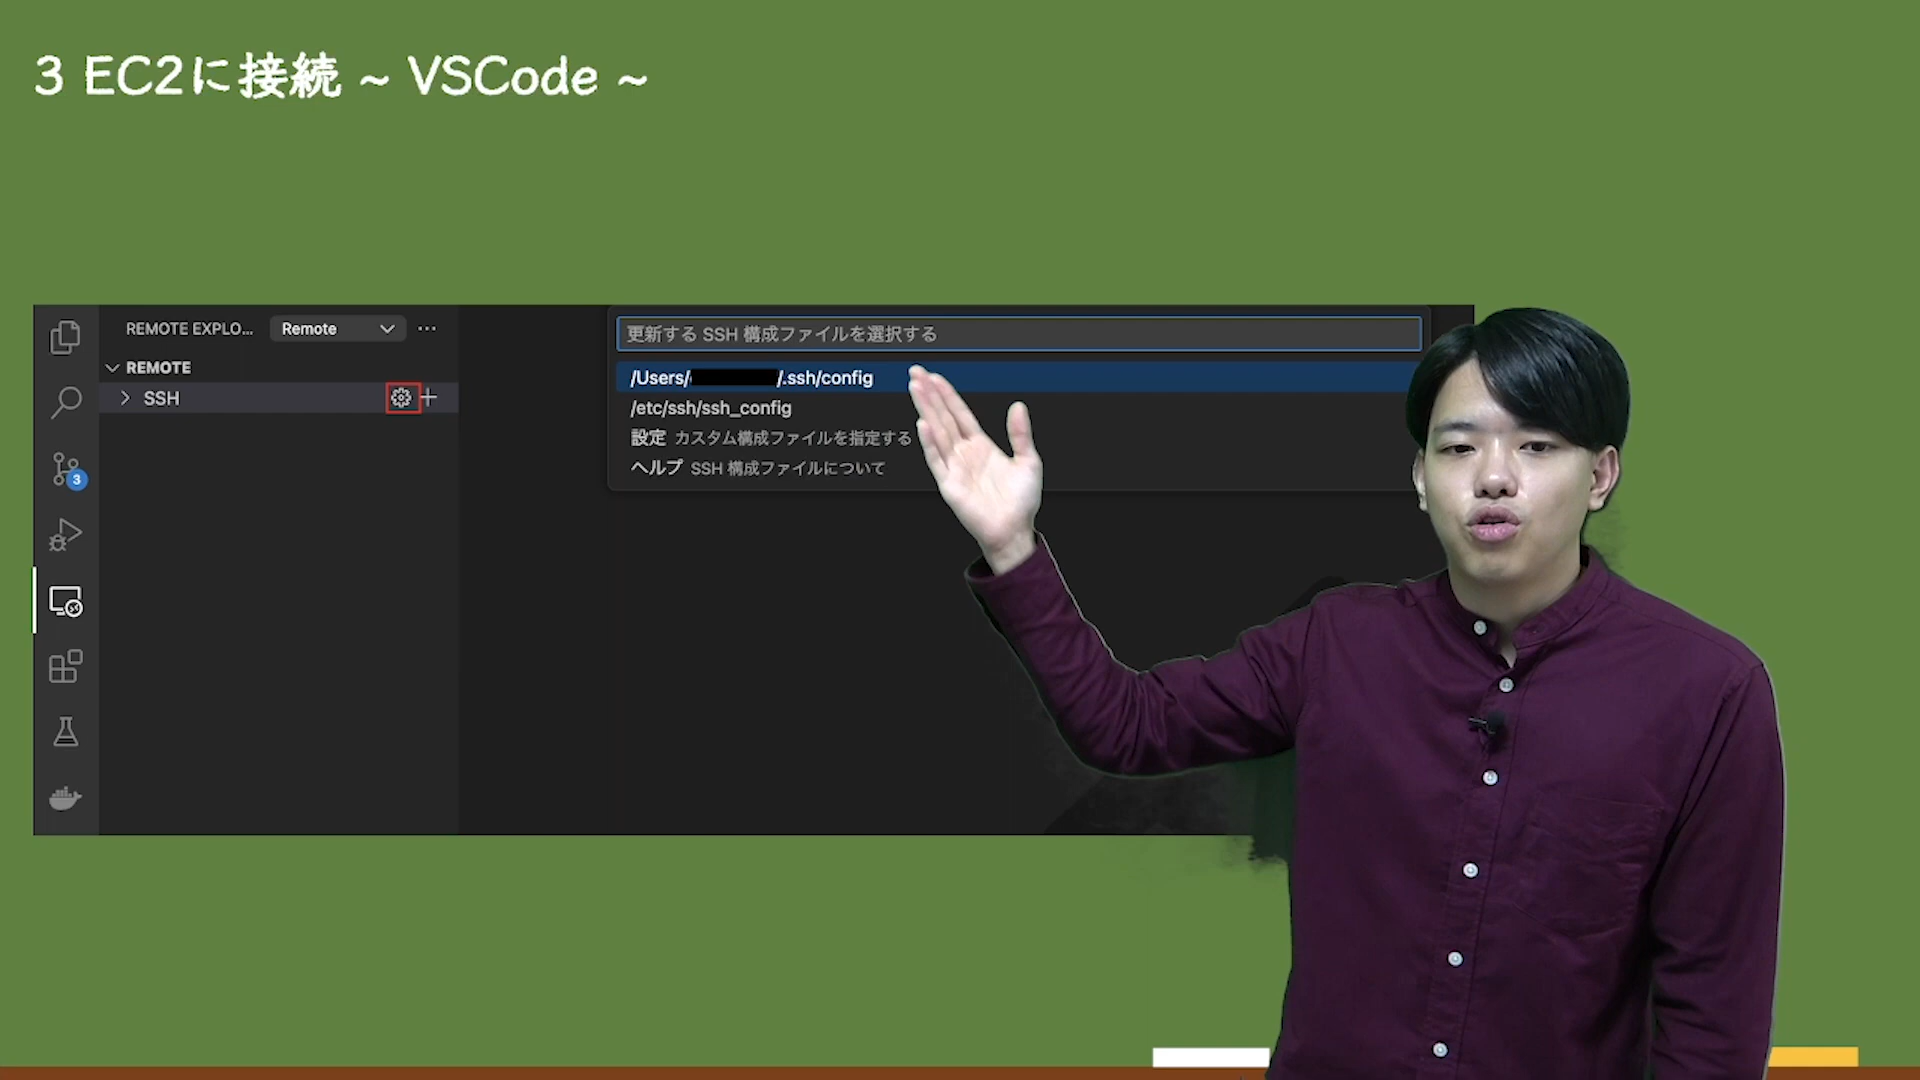 3 EC2に接続 ~ VSCode ~
REMOTE EXPLO...
Remote
REMOTE
SSH
3
更新する SSH 構成ファイルを選択する
/Users/ /.ssh/config
/etc/ssh/ssh_config
設定 カスタム構成ファイルを指定する
ヘルプ SSH 構成ファイルについて